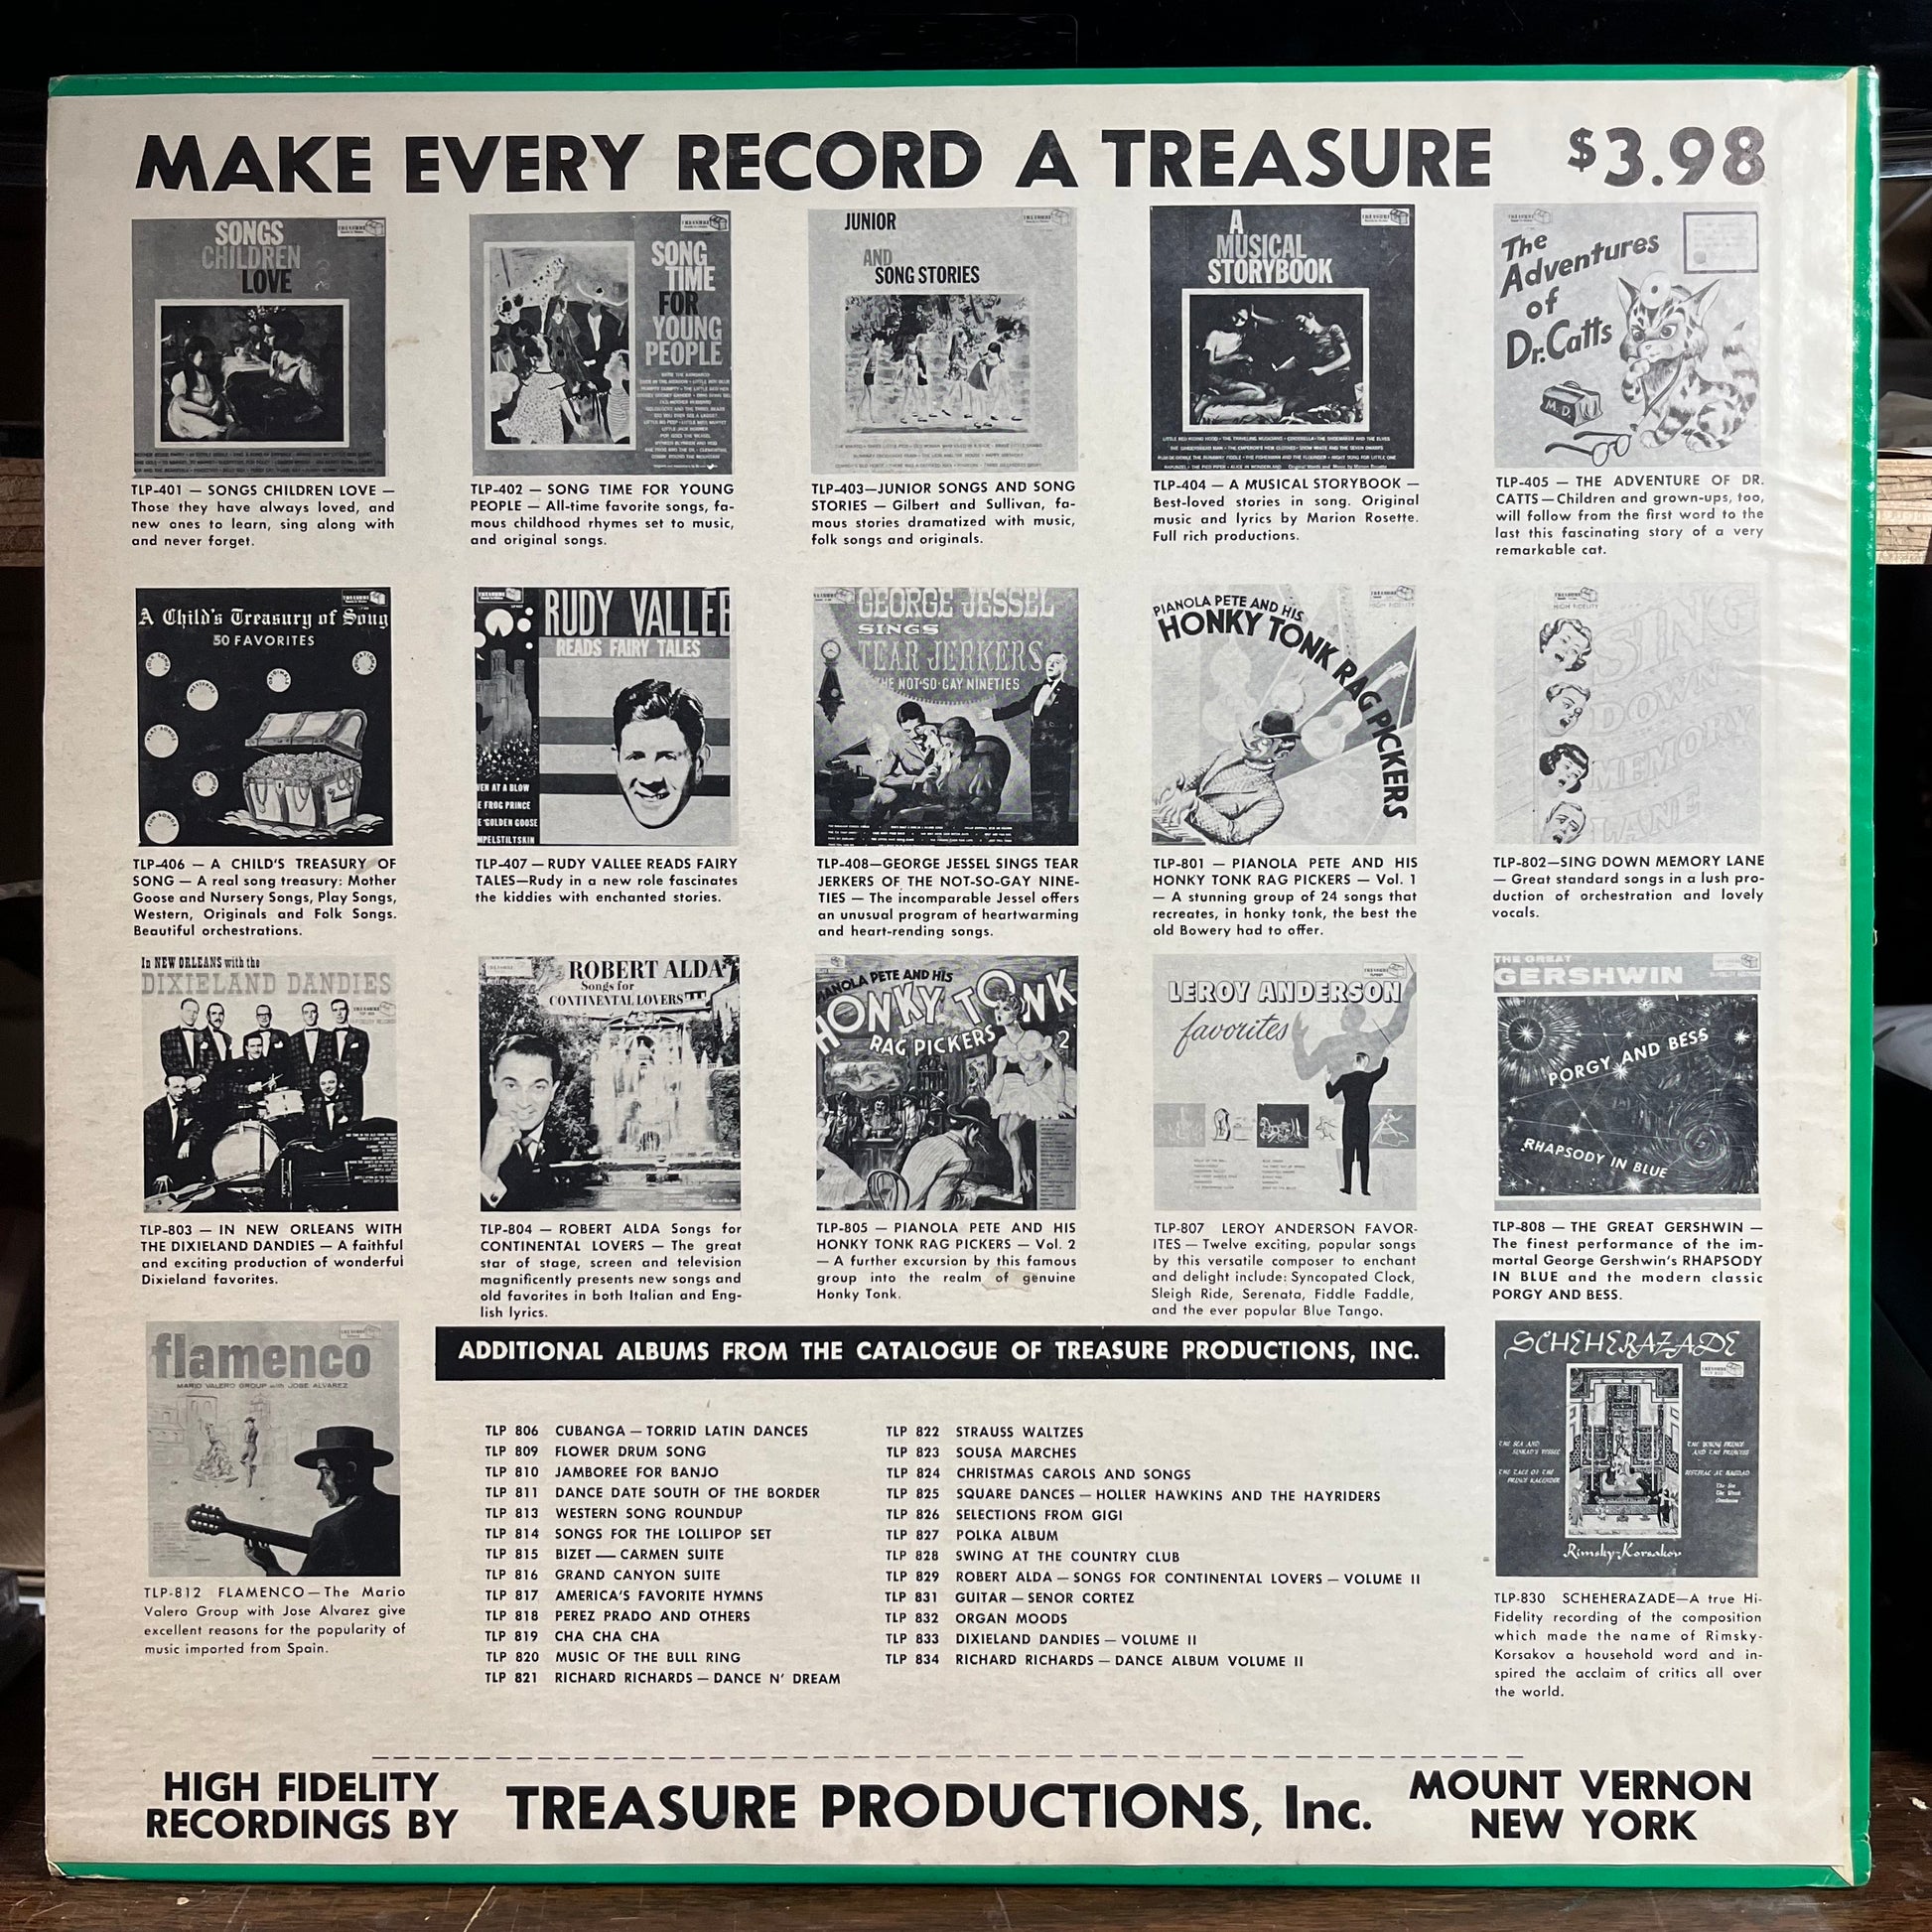 MAKE EVERY RECORD A TREASURE $3.98
SONGS
CHILDREN
LOVE
SONG
TIME
FOR
YOUNG
PEOPLE
JUNIOR
AND
SONG STORIES
A
MUSICAL
STORYBOOK
The
Adventures
of
Dr. Catts
M.D.
TLP-401 — SONGS CHILDREN LOVE —
Those they have always loved, and
new ones to learn, sing along with
and never forget.
TLP-402 — SONG TIME FOR YOUNG
PEOPLE — All-time favorite songs, fa-
mous childhood rhymes set to music,
and original songs.
TLP-403—JUNIOR SONGS AND SONG
STORIES — Gilbert and Sullivan, fa-
mous stories dramatized with music,
folk songs and originals.
TLP-404 — A MUSICAL STORYBOOK —
Best-loved stories in song. Original
music and lyrics by Marion Rosette.
Full rich productions.
TLP-405 — THE ADVENTURE OF DR.
CATTS — Children and grown-ups, too,
will follow from the first word to the
last this fascinating story of a very
remarkable cat.
A Child's Treasury of Song
50 FAVORITES
RUDY VALLEE
READS FAIRY TALES
VEN AT A BLOW
E FROG PRINCE
E GOLDEN GOOSE
MPELSTILTSKIN
GEORGE JESSEL
SINGS
TEAR JERKERS
THE NOT-SO-GAY NINETIES
PIANOLA PETE AND HIS
HONKY TONK RAG PICKERS
HIGH FIDELITY
SING
DOWN
MEMORY
LANE
TLP-406 — A CHILD'S TREASURY OF
SONG — A real song treasury: Mother
Goose and Nursery Songs, Play Songs,
Western, Originals and Folk Songs.
Beautiful orchestrations.
TLP-407 — RUDY VALLEE READS FAIRY
TALES—Rudy in a new role fascinates
the kiddies with enchanted stories.
TLP-408—GEORGE JESSEL SINGS TEAR
JERKERS OF THE NOT-SO-GAY NINE-
TIES — The incomparable Jessel offers
an unusual program of heartwarming
and heart-rending songs.
TLP-801 — PIANOLA PETE AND HIS
HONKY TONK RAG PICKERS — Vol. 1
— A stunning group of 24 songs that
recreates, in honky tonk, the best the
old Bowery had to offer.
TLP-802—SING DOWN MEMORY LANE
— Great standard songs in a lush pro-
duction of orchestration and lovely
vocals.
In NEW ORLEANS with the
DIXIELAND DANDIES
ROBERT ALDA
Songs for
CONTINENTAL LOVERS
PIANOLA PETE AND HIS
HONKY TONK
RAG PICKERS 2
LEROY ANDERSON
favorites
THE GREAT
GERSHWIN
PORGY AND BESS
RHAPSODY IN BLUE
TLP-803 — IN NEW ORLEANS WITH
THE DIXIELAND DANDIES — A faithful
and exciting production of wonderful
Dixieland favorites.
TLP-804 — ROBERT ALDA Songs for
CONTINENTAL LOVERS — The great
star of stage, screen and television
magnificently presents new songs and
old favorites in both Italian and Eng-
lish lyrics.
TLP-805 — PIANOLA PETE AND HIS
HONKY TONK RAG PICKERS — Vol. 2
— A further excursion by this famous
group into the realm of genuine
Honky Tonk.
TLP-807 LEROY ANDERSON FAVOR-
ITES — Twelve exciting, popular songs
by this versatile composer to enchant
and delight include: Syncopated Clock,
Sleigh Ride, Serenata, Fiddle Faddle,
and the ever popular Blue Tango.
TLP-808 — THE GREAT GERSHWIN —
The finest performance of the im-
mortal George Gershwin's RHAPSODY
IN BLUE and the modern classic
PORGY AND BESS.
flamenco
MARIO VALERO GROUP with JOSE ALVAREZ
TLP-812 FLAMENCO—The Mario
Valero Group with Jose Alvarez give
excellent reasons for the popularity of
music imported from Spain.
ADDITIONAL ALBUMS FROM THE CATALOGUE OF TREASURE PRODUCTIONS, INC.
TLP 806 CUBANGA — TORRID LATIN DANCES
TLP 809 FLOWER DRUM SONG
TLP 810 JAMBOREE FOR BANJO
TLP 811 DANCE DATE SOUTH OF THE BORDER
TLP 813 WESTERN SONG ROUNDUP
TLP 814 SONGS FOR THE LOLLIPOP SET
TLP 815 BIZET — CARMEN SUITE
TLP 816 GRAND CANYON SUITE
TLP 817 AMERICA'S FAVORITE HYMNS
TLP 818 PEREZ PRADO AND OTHERS
TLP 819 CHA CHA CHA
TLP 820 MUSIC OF THE BULL RING
TLP 821 RICHARD RICHARDS — DANCE N' DREAM
TLP 822 STRAUSS WALTZES
TLP 823 SOUSA MARCHES
TLP 824 CHRISTMAS CAROLS AND SONGS
TLP 825 SQUARE DANCES — HOLLER HAWKINS AND THE HAYRIDERS
TLP 826 SELECTIONS FROM GIGI
TLP 827 POLKA ALBUM
TLP 828 SWING AT THE COUNTRY CLUB
TLP 829 ROBERT ALDA — SONGS FOR CONTINENTAL LOVERS — VOLUME II
TLP 831 GUITAR — SENOR CORTEZ
TLP 832 ORGAN MOODS
TLP 833 DIXIELAND DANDIES — VOLUME II
TLP 834 RICHARD RICHARDS — DANCE ALBUM VOLUME II
SCHEHERAZADE
Rimsky-Korsakov
TLP-830 SCHEHERAZADE—A true Hi-
Fidelity recording of the composition
which made the name of Rimsky-
Korsakov a household word and in-
spired the acclaim of critics all over
the world.
HIGH FIDELITY
RECORDINGS BY
TREASURE PRODUCTIONS, Inc.
MOUNT VERNON
NEW YORK